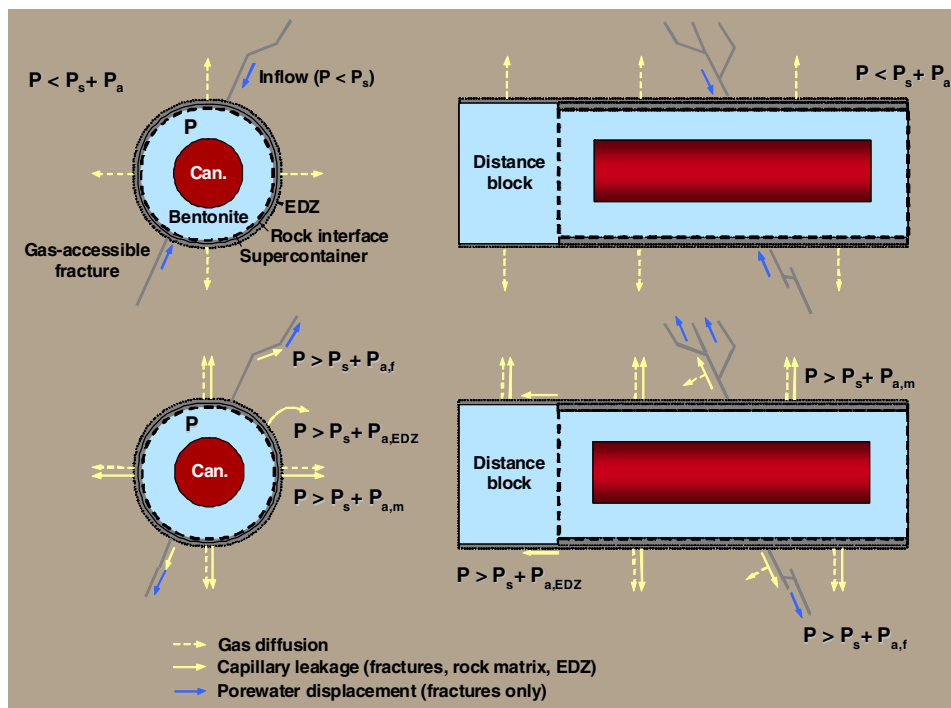 P < Ps + Pa
Inflow (P < Ps)
P
Can.
Bentonite
EDZ
Rock interface
Supercontainer
Gas-accessible
fracture
P < Ps + Pa
Distance
block
P > Ps + Pa,f
P
P > Ps + Pa,EDZ
Can.
P > Ps + Pa,m
P > Ps + Pa,m
Distance
block
P > Ps + Pa,EDZ
P > Ps + Pa,f
Gas diffusion
Capillary leakage (fractures, rock matrix, EDZ)
Porewater displacement (fractures only)